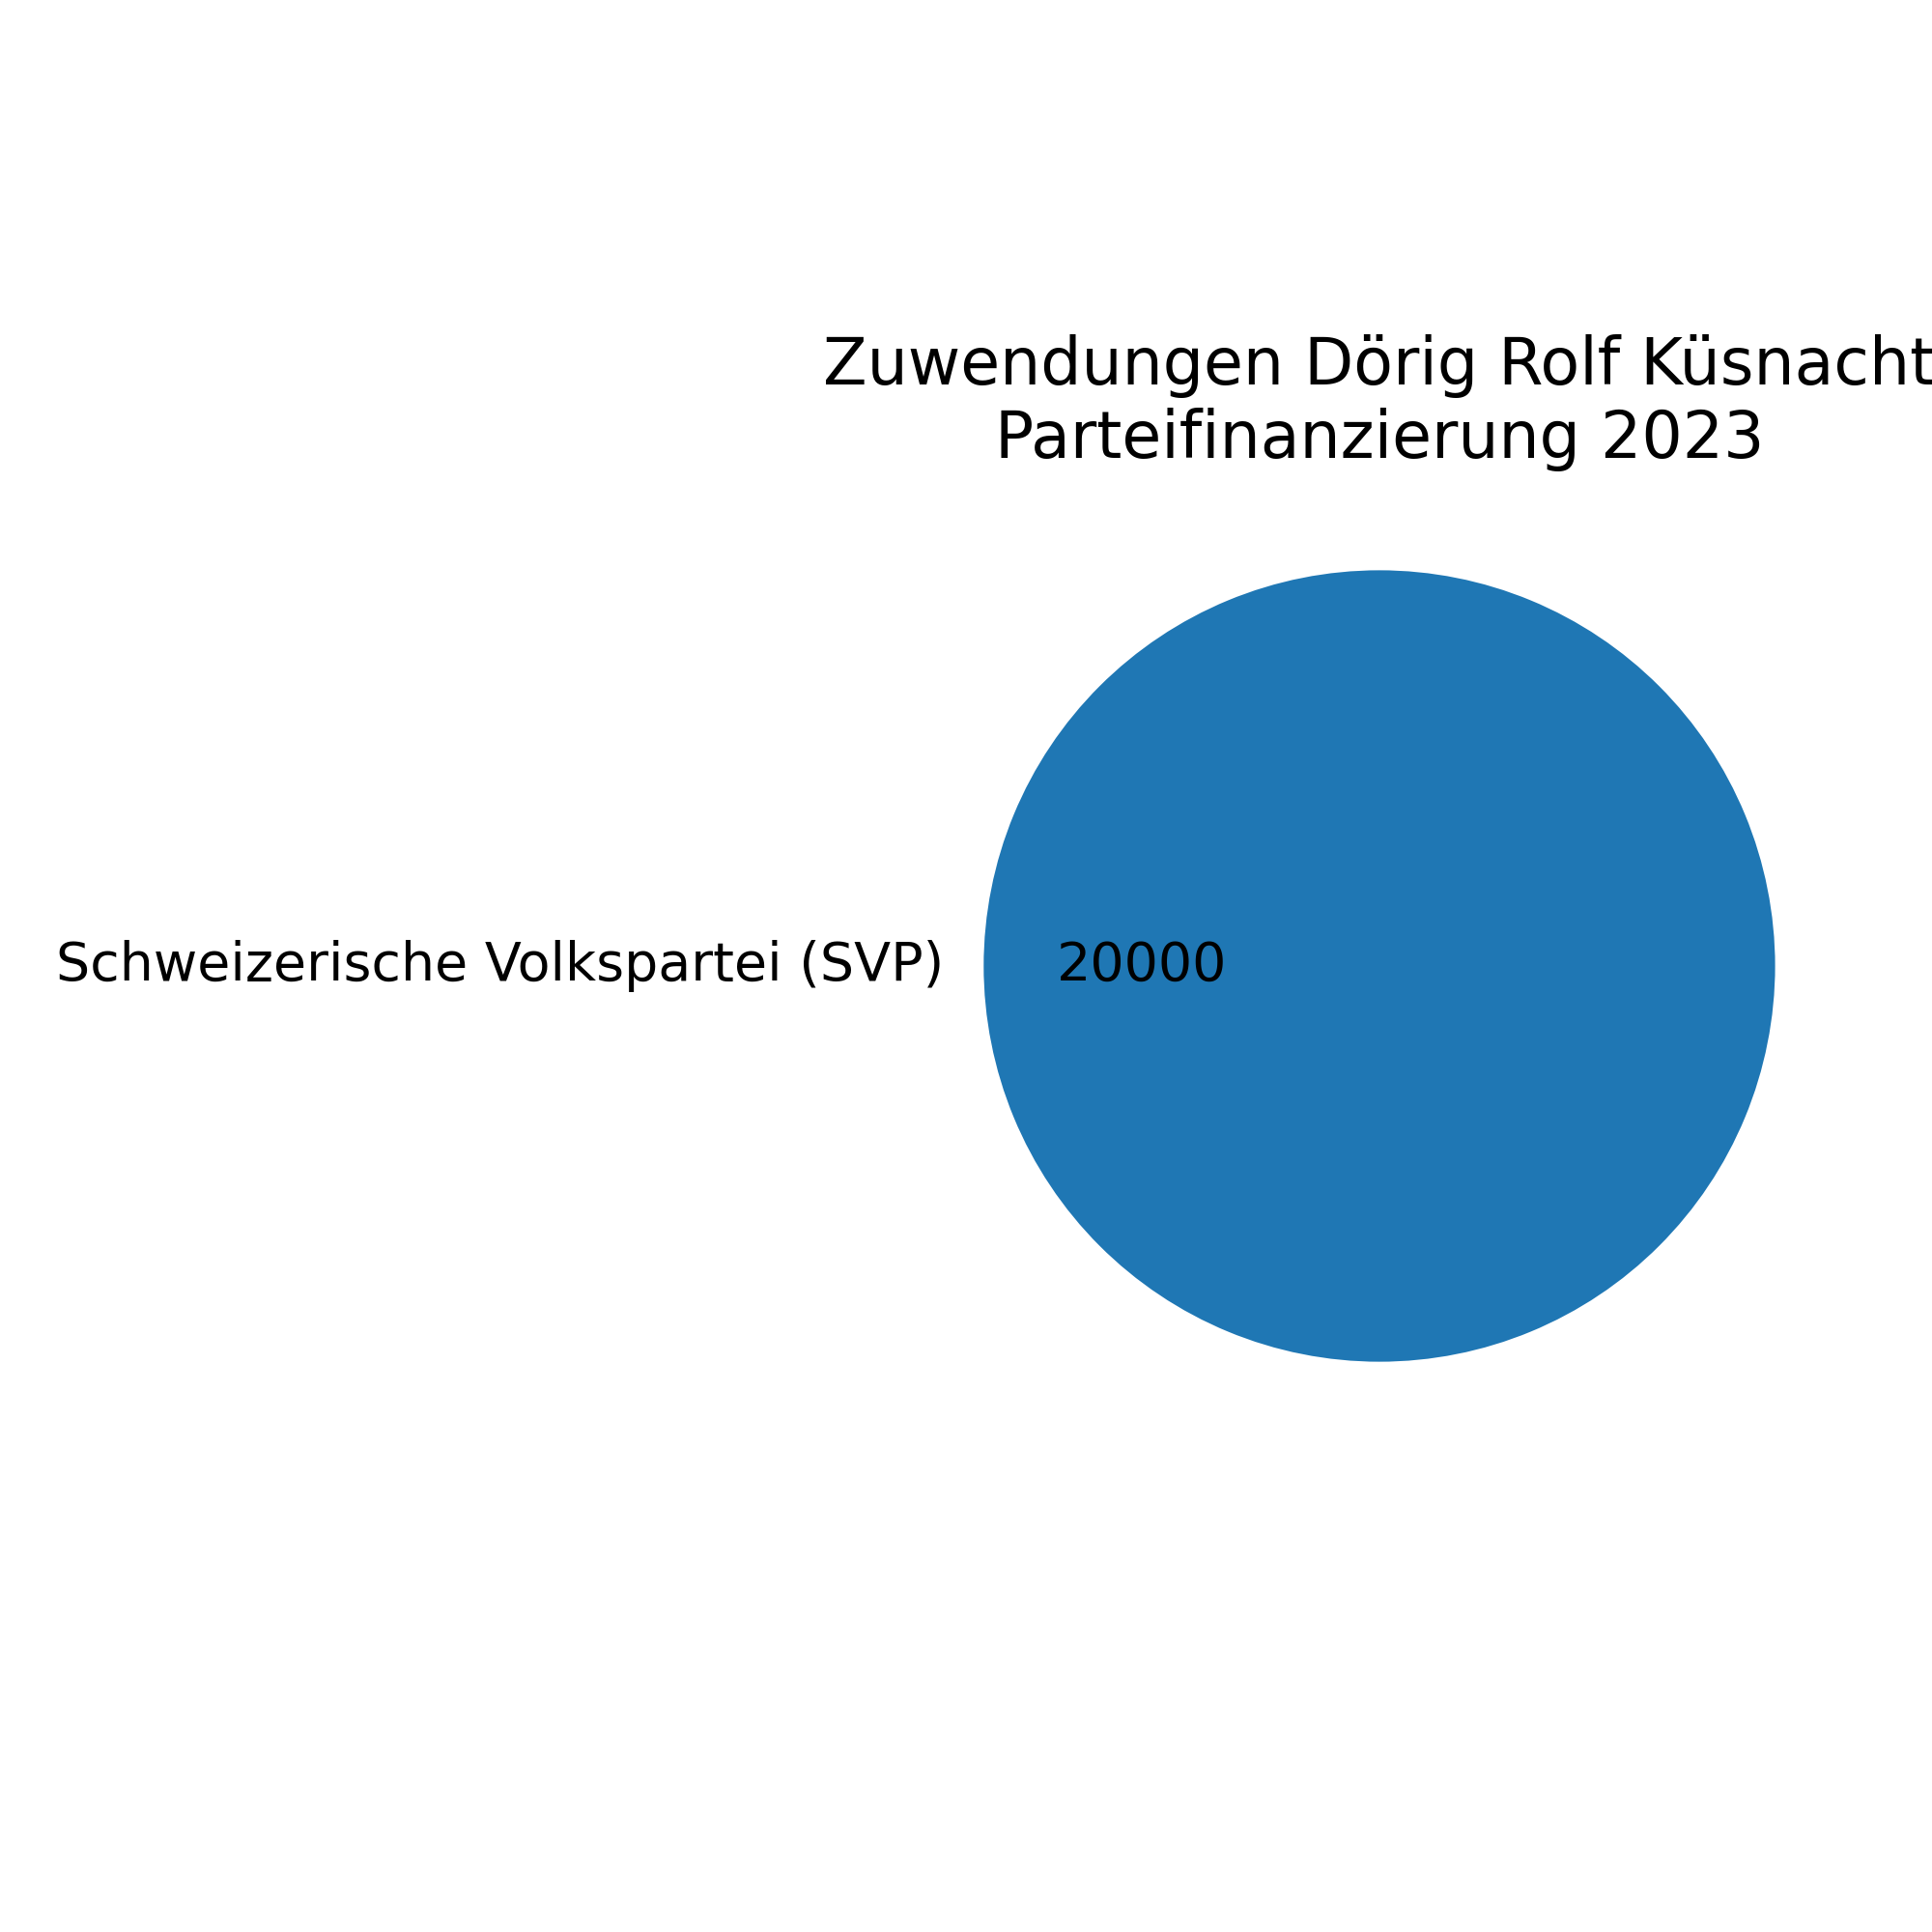 Zuwendungen Dörig Rolf Küsnacht
Parteifinanzierung 2023
Schweizerische Volkspartei (SVP)
20000